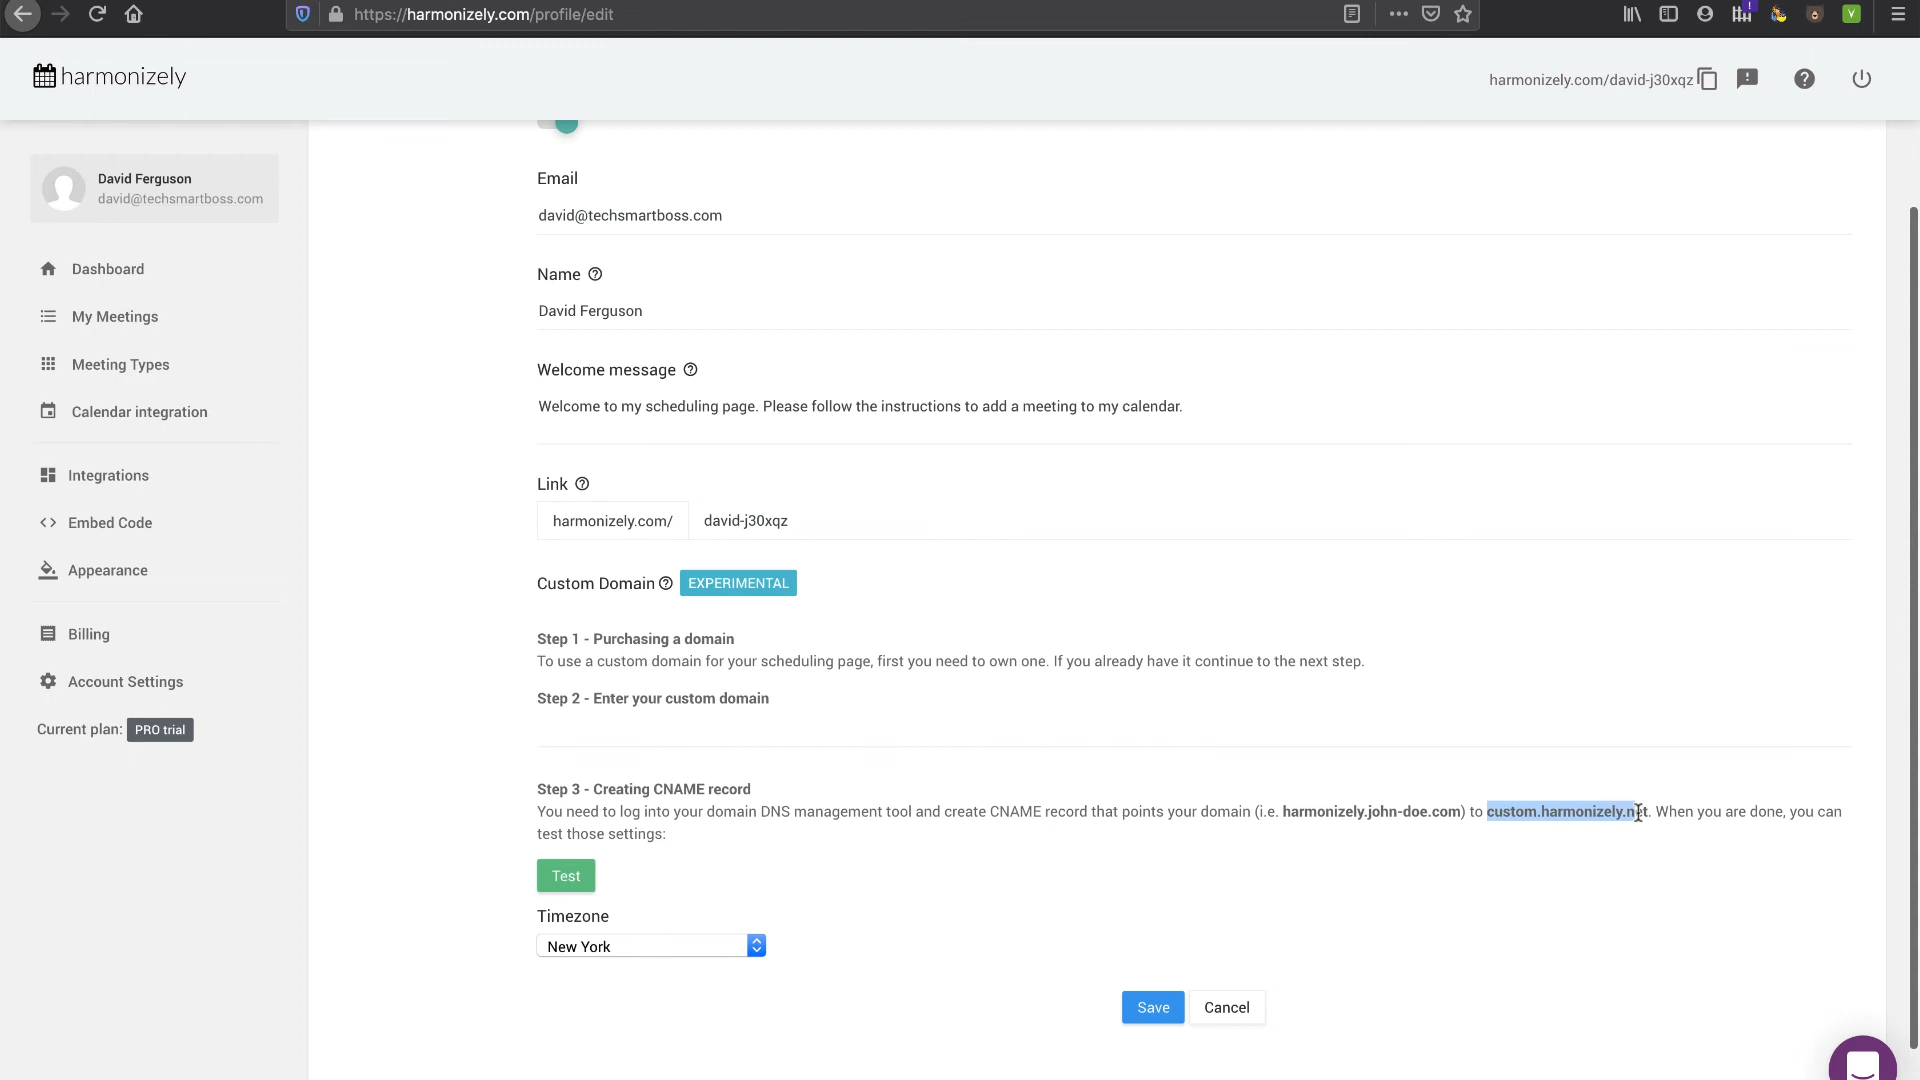 https://harmonizely.com/profile/edit
harmonizely
harmonizely.com/david-j30xqz
David Ferguson
david@techsmartboss.com
Dashboard
My Meetings
Meeting Types
Calendar integration
Integrations
Embed Code
Appearance
Billing
Account Settings
Current plan: PRO trial
Email
david@techsmartboss.com
Name
David Ferguson
Welcome message
Welcome to my scheduling page. Please follow the instructions to add a meeting to my calendar.
Link
harmonizely.com/ david-j30xqz
Custom Domain EXPERIMENTAL
Step 1 - Purchasing a domain
To use a custom domain for your scheduling page, first you need to own one. If you already have it continue to the next step.
Step 2 - Enter your custom domain
Step 3 - Creating CNAME record
You need to log into your domain DNS management tool and create CNAME record that points your domain (i.e. harmonizely.john-doe.com) to custom.harmonizely.net. When you are done, you can
test those settings:
Test
Timezone
New York
Save Cancel